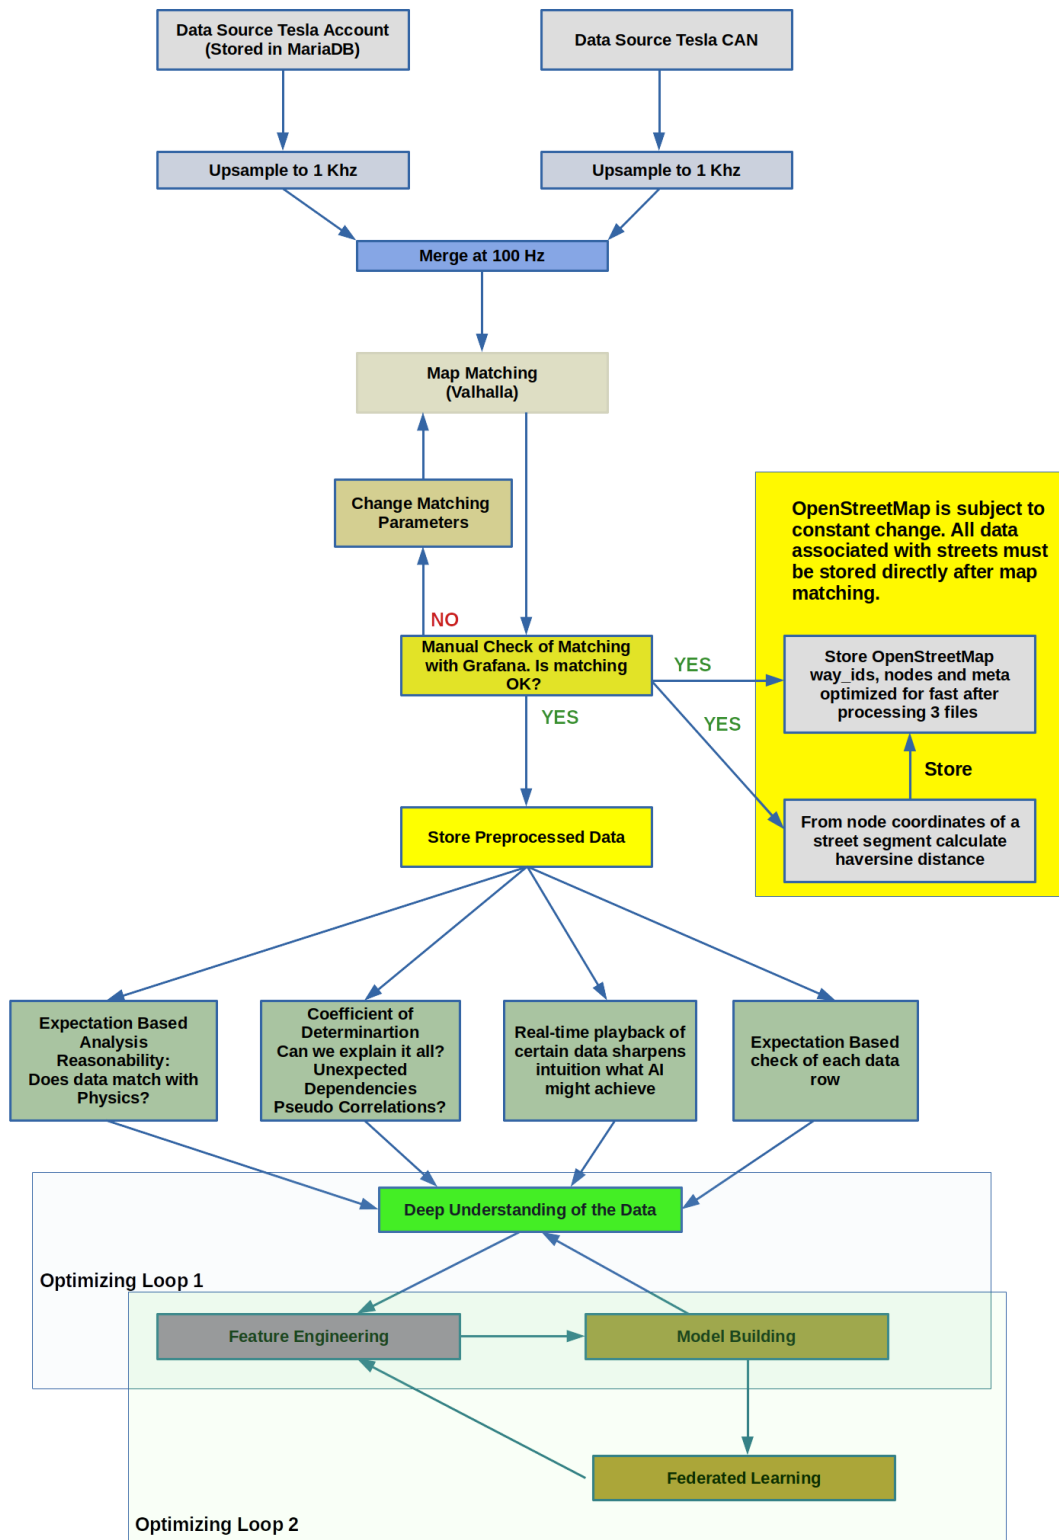 Data Source Tesla Account
(Stored in MariaDB)
Data Source Tesla CAN
Upsample to 1 Khz
Upsample to 1 Khz
Merge at 100 Hz
Map Matching
(Valhalla)
Change Matching
Parameters
OpenStreetMap is subject to
constant change. All data
associated with streets must
be stored directly after map
matching.
NO
Manual Check of Matching
with Grafana. Is matching
OK?
YES
Store OpenStreetMap
way_ids, nodes and meta
optimized for fast after
processing 3 files
YES
YES
Store
Store Preprocessed Data
From node coordinates of a
street segment calculate
haversine distance
Expectation Based
Analysis
Reasonability:
Does data match with
Physics?
Coefficient of
Determinartion
Can we explain it all?
Unexpected
Dependencies
Pseudo Correlations?
Real-time playback of
certain data sharpens
intuition what AI
might achieve
Expectation Based
check of each data
row
Deep Understanding of the Data
Optimizing Loop 1
Feature Engineering
Model Building
Federated Learning
Optimizing Loop 2